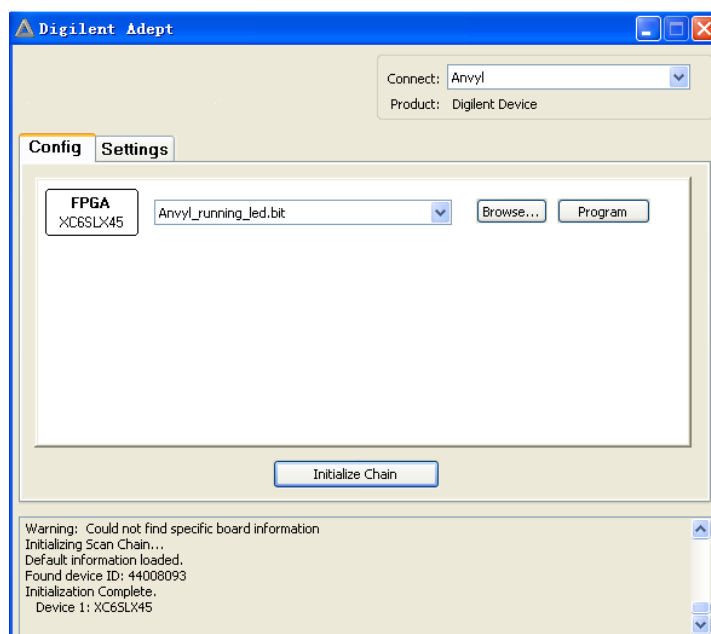 Digilent Adept
Connect: Anvyl
Product: Digilent Device
Config Settings
FPGA
XC6SLX45
Anvyl_running_led.bit Browse... Program
Initialize Chain
Warning: Could not find specific board information
Initializing Scan Chain...
Default information loaded.
Found device ID: 44008093
Initialization Complete.
Device 1: XC6SLX45